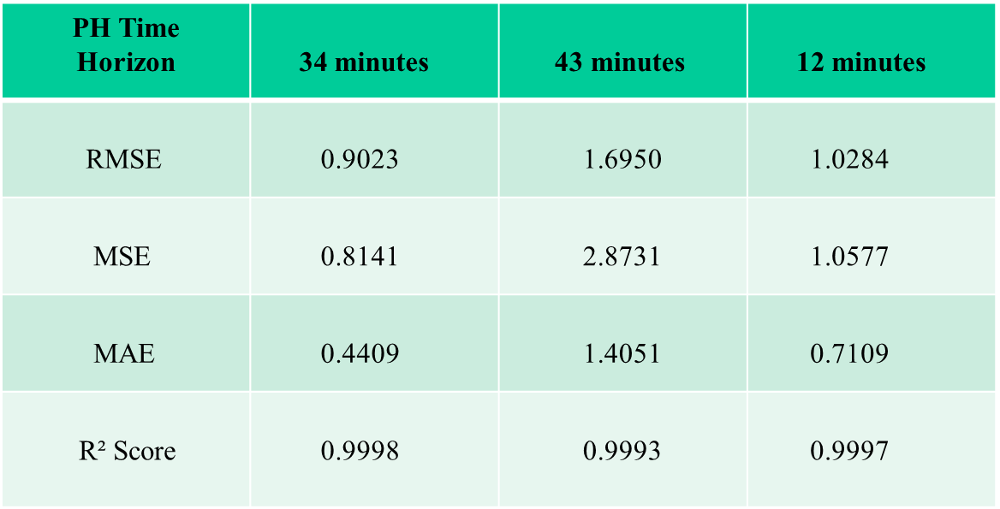 PH Time
Horizon
34 minutes
43 minutes
12 minutes
RMSE
0.9023
1.6950
1.0284
MSE
0.8141
2.8731
1.0577
MAE
0.4409
1.4051
0.7109
R² Score
0.9998
0.9993
0.9997